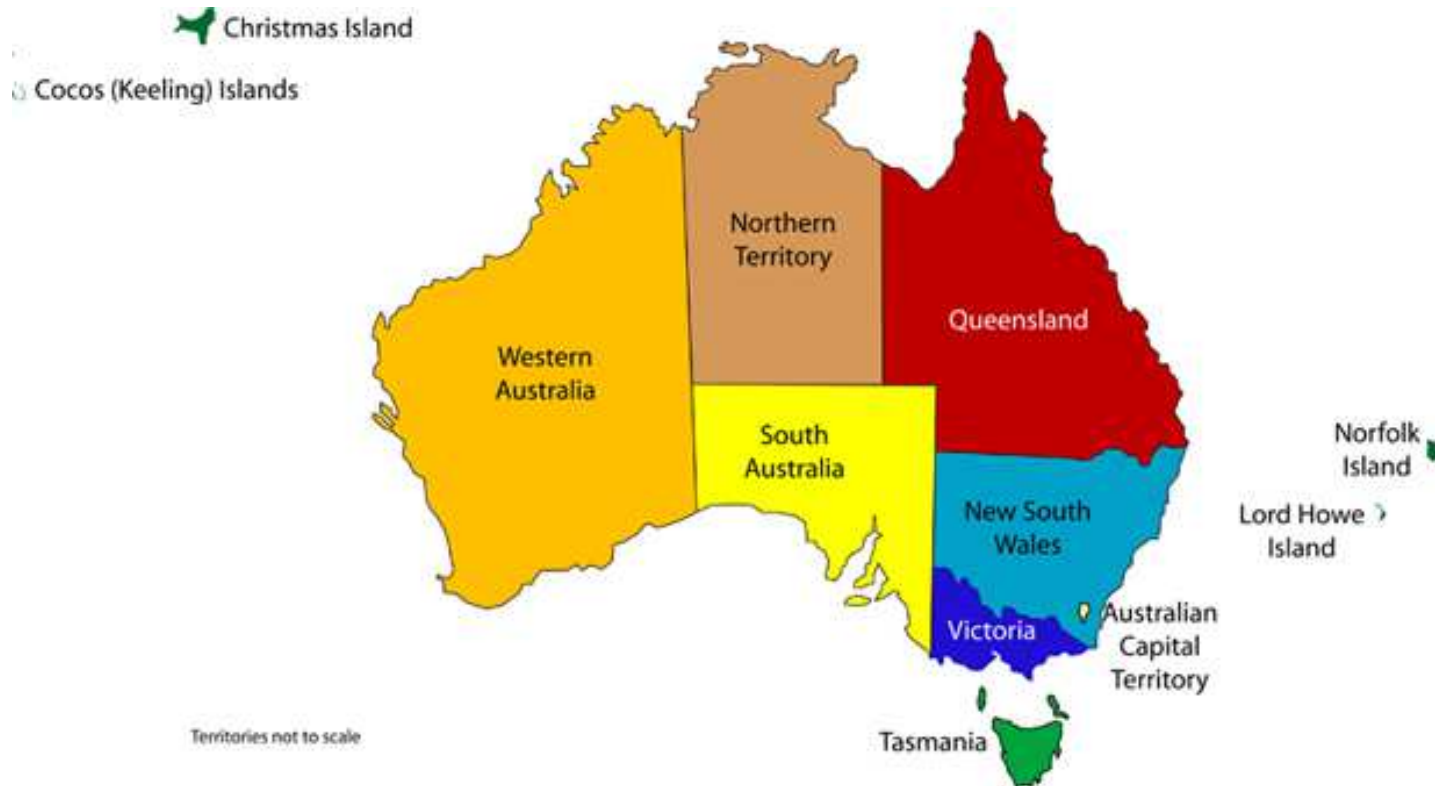 Christmas Island
Cocos (Keeling) Islands
Northern
Territory
Queensland
Western
Australia
South
Australia
Norfolk
Island
New South
Wales
Lord Howe
Island
Australian
Capital
Territory
Victoria
Tasmania
Territories not to scale